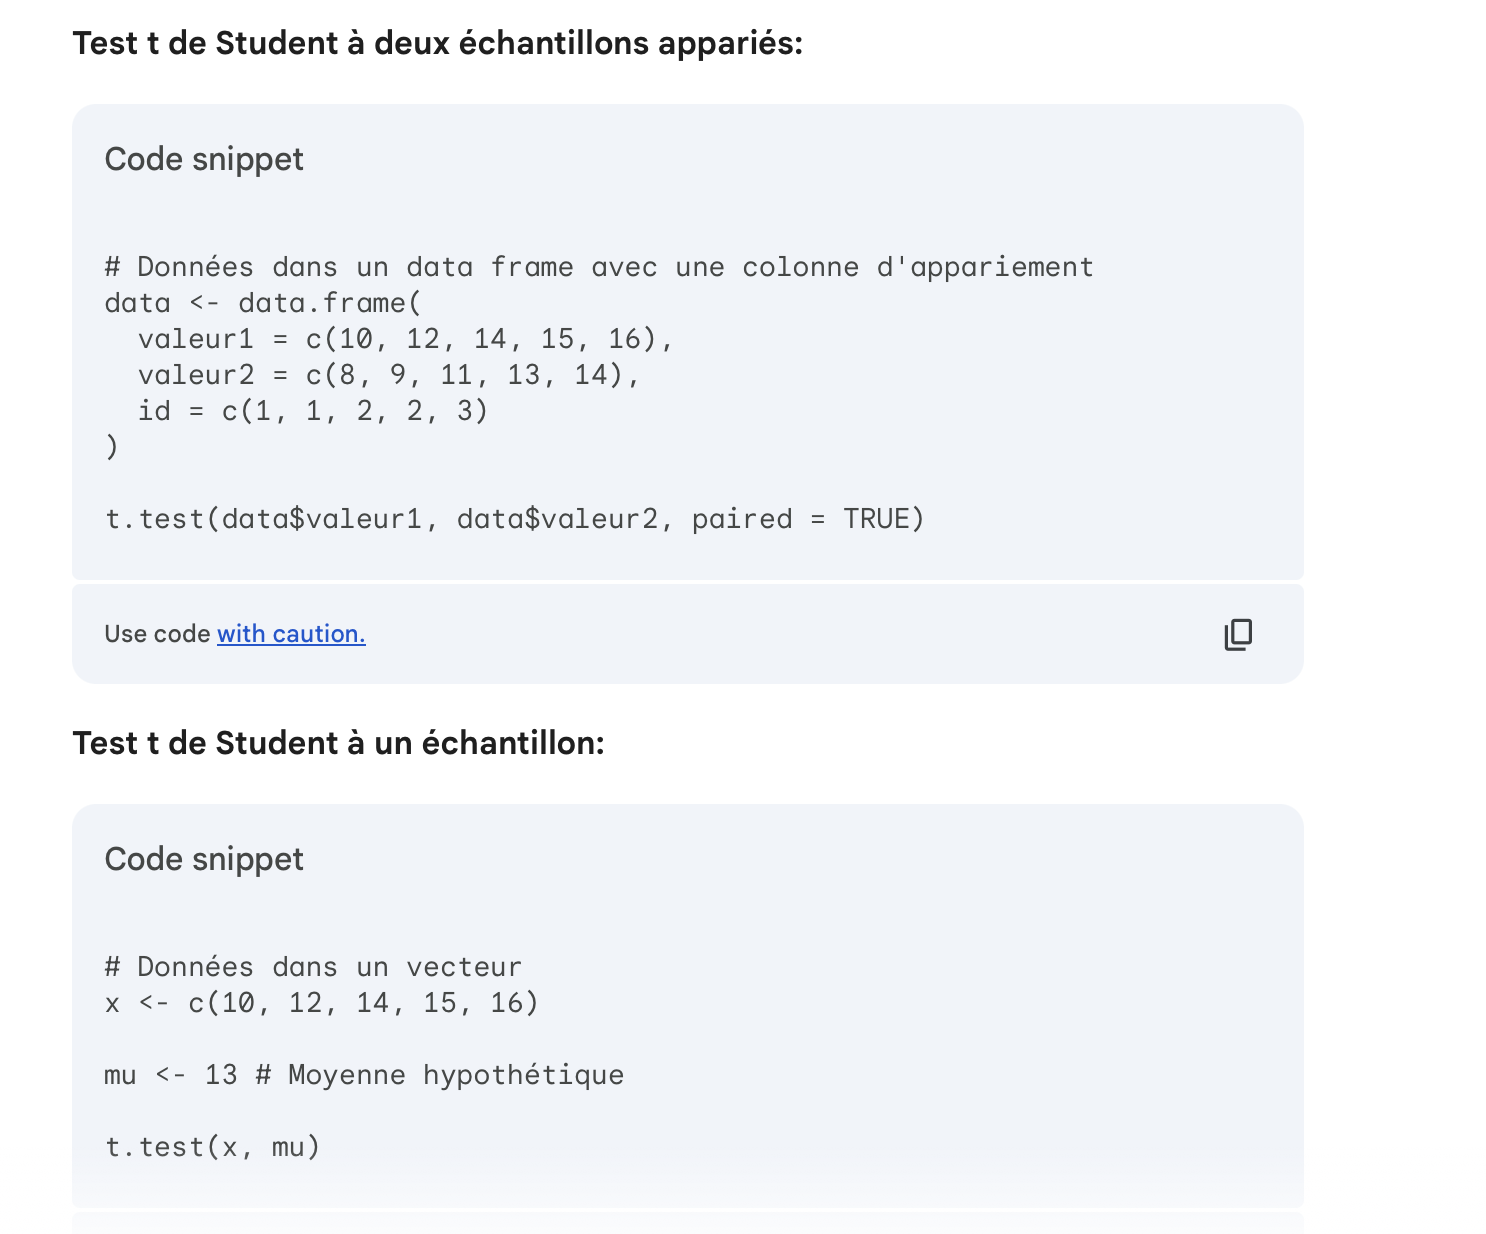 Test t de Student à deux échantillons appariés:
Code snippet
# Données dans un data frame avec une colonne d'appariement
data <- data.frame(
  valeur1 = c(10, 12, 14, 15, 16),
  valeur2 = c(8, 9, 11, 13, 14),
  id = c(1, 1, 2, 2, 3)
)
t.test(data$valeur1, data$valeur2, paired = TRUE)
Use code with caution.
Test t de Student à un échantillon:
Code snippet
# Données dans un vecteur
x <- c(10, 12, 14, 15, 16)
mu <- 13 # Moyenne hypothétique
t.test(x, mu)